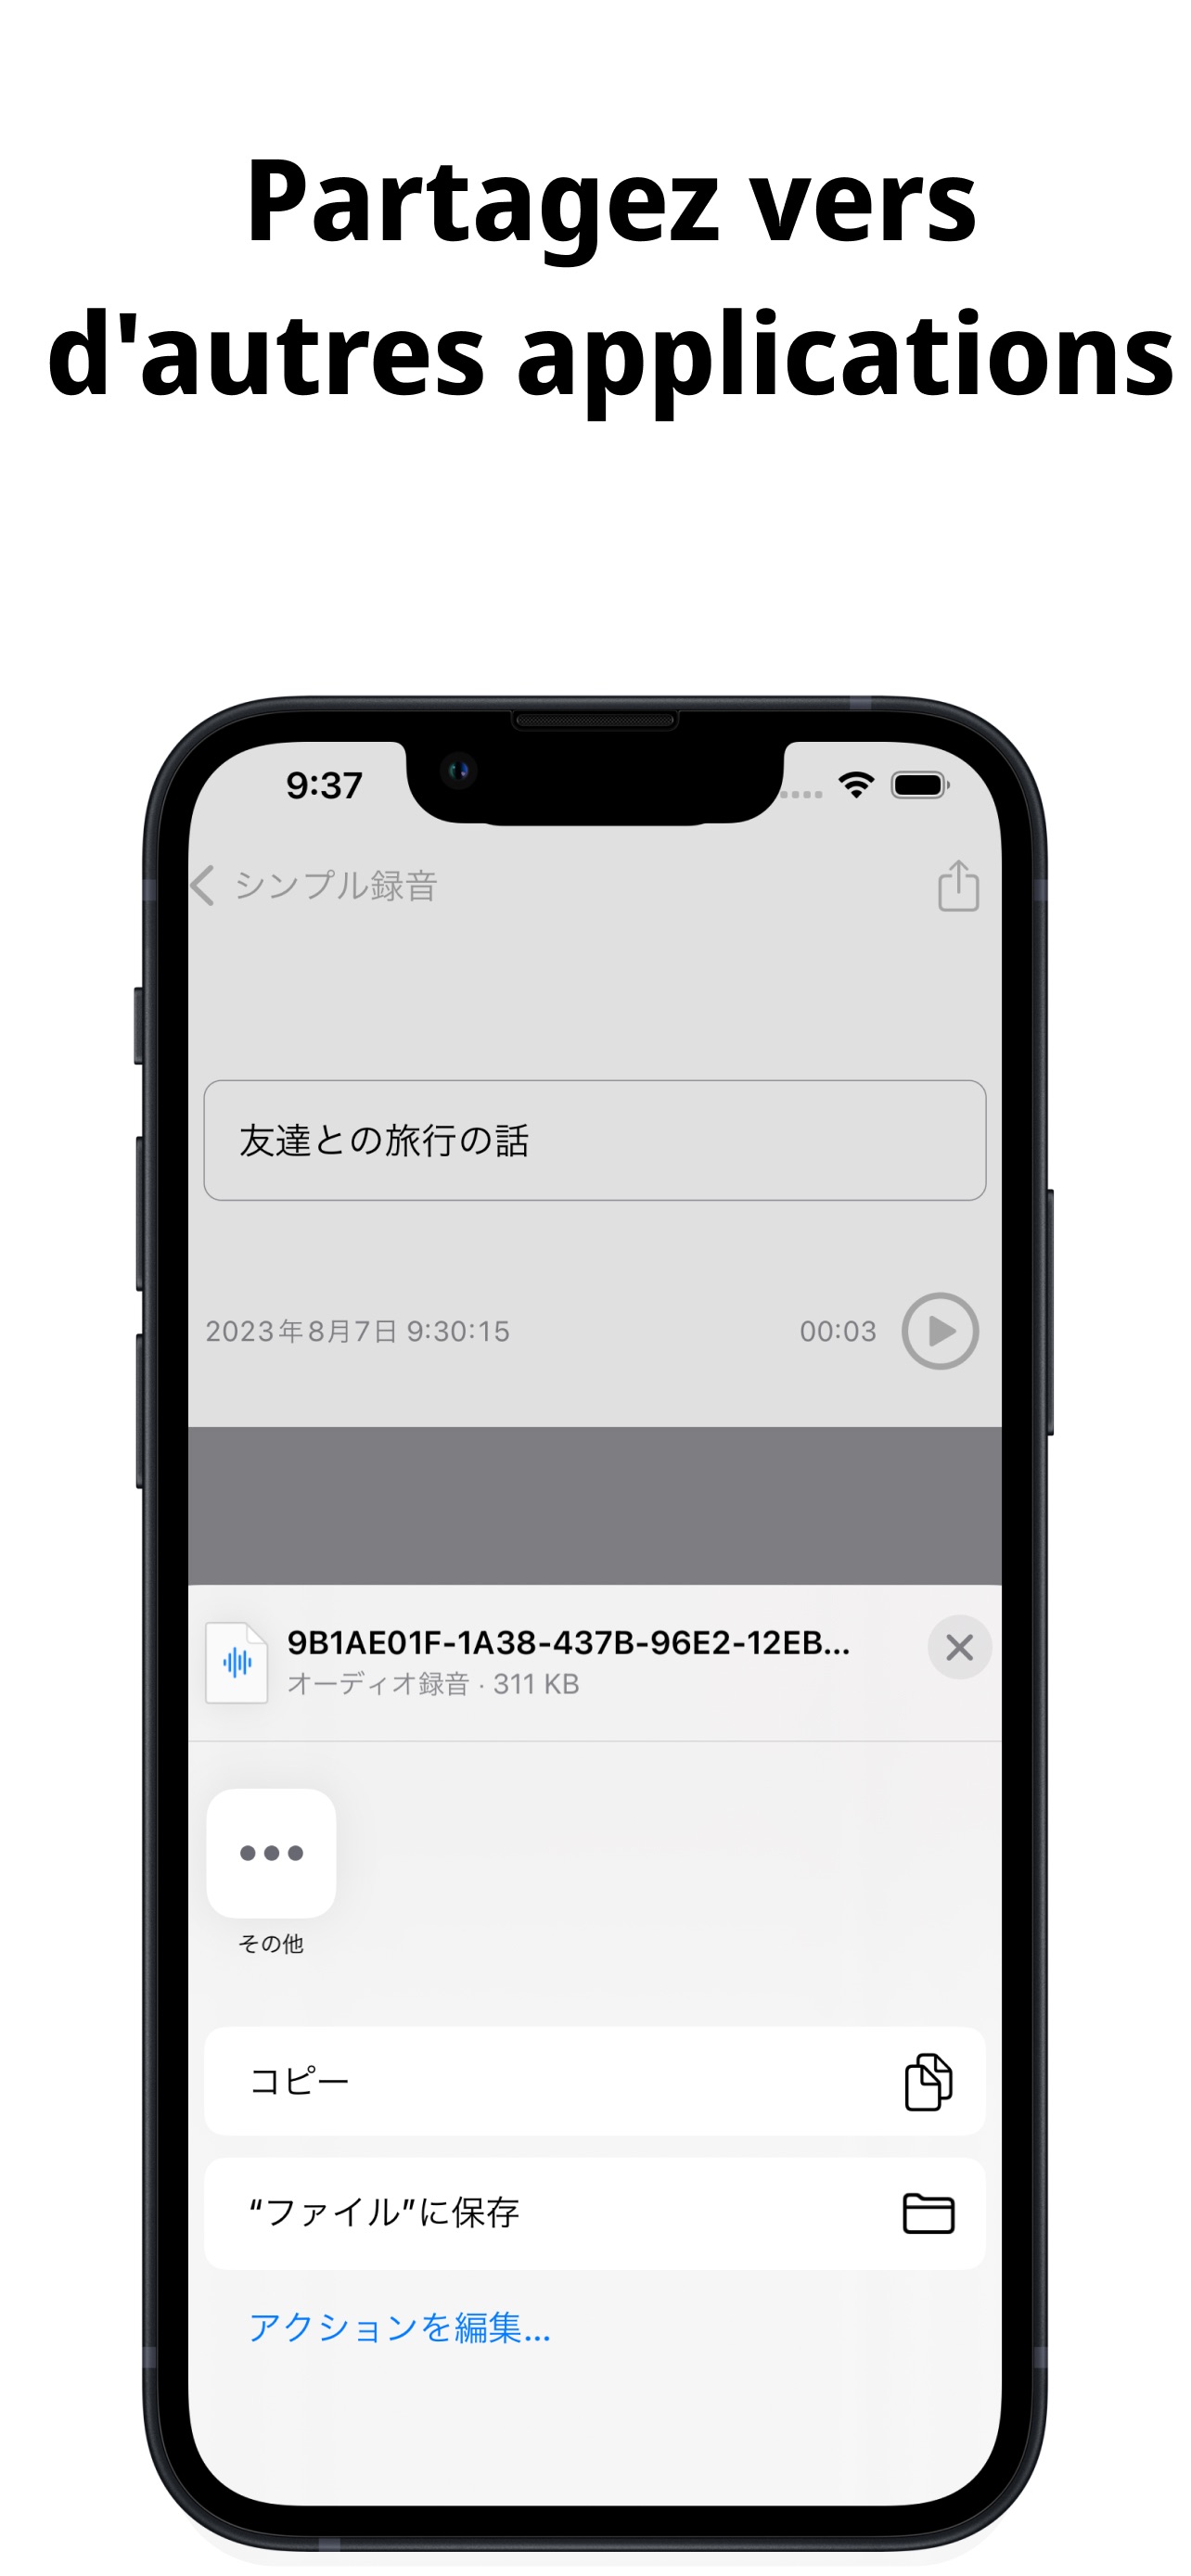 Partagez vers
d'autres applications
9:37
シンプル録音
友達との旅行の話
2023年8月7日 9:30:15
00:03
9B1AE01F-1A38-437B-96E2-12EB...
オーディオ録音 · 311 KB
その他
コピー
“ファイル”に保存
アクションを編集...